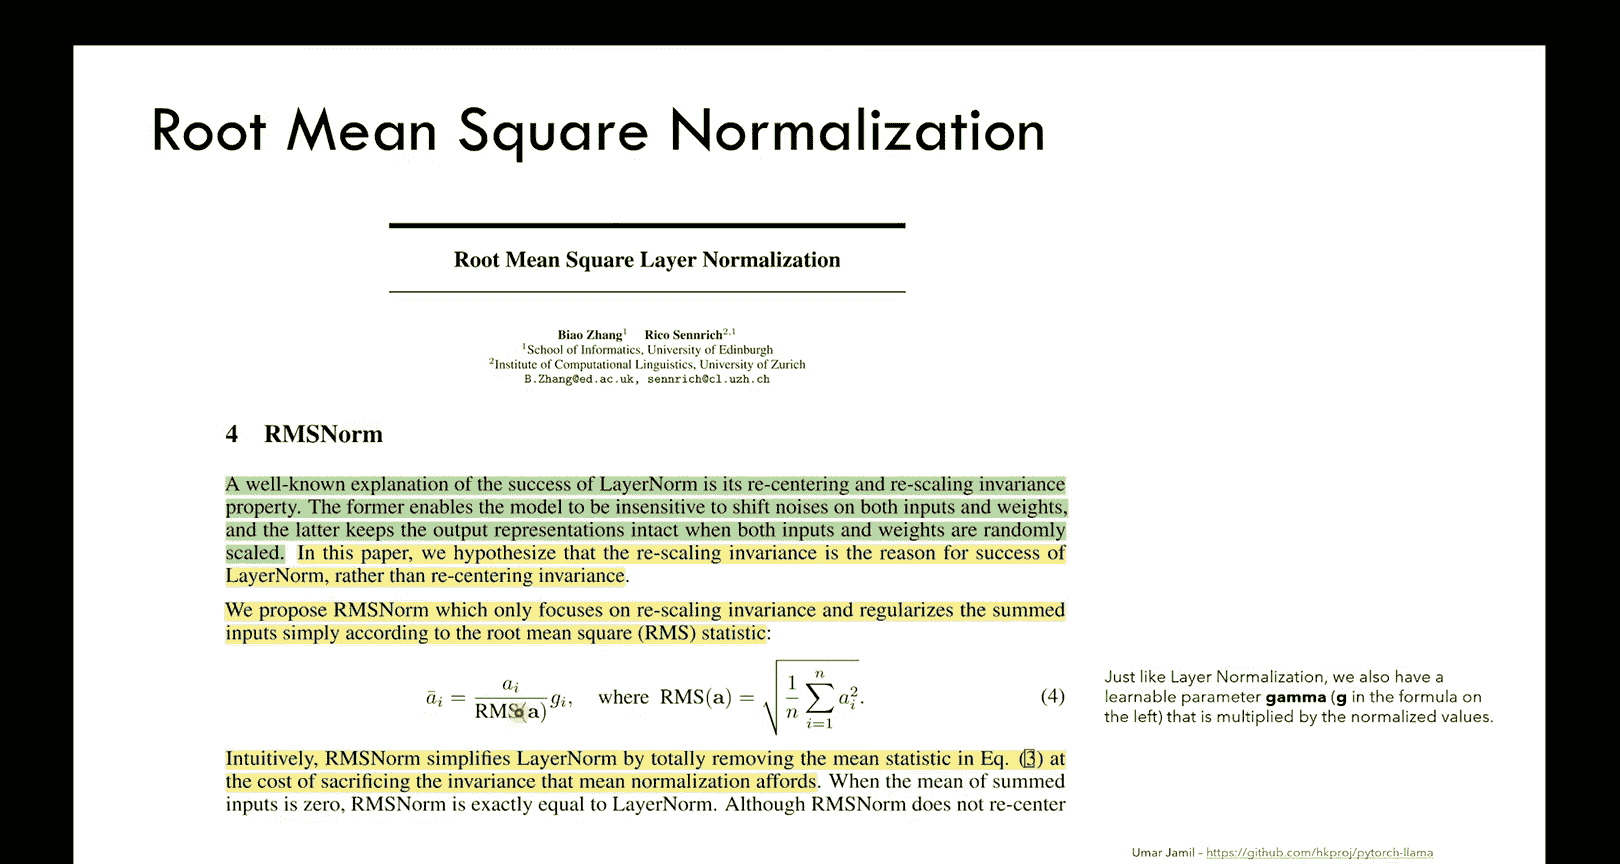 Root Mean Square Normalization
Root Mean Square Layer Normalization
Biao Zhang¹ Rico Sennrich²,¹
¹School of Informatics, University of Edinburgh
²Institute of Computational Linguistics, University of Zurich
B.Zhang@ed.ac.uk, sennrich@cl.uzh.ch
4 RMSNorm
A well-known explanation of the success of LayerNorm is its re-centering and re-scaling invariance
property. The former enables the model to be insensitive to shift noises on both inputs and weights,
and the latter keeps the output representations intact when both inputs and weights are randomly
scaled. In this paper, we hypothesize that the re-scaling invariance is the reason for success of
LayerNorm, rather than re-centering invariance.
We propose RMSNorm which only focuses on re-scaling invariance and regularizes the summed
inputs simply according to the root mean square (RMS) statistic:
āᵢ = aᵢ / RMS(a) gᵢ, where RMS(a) = √(1/n ∑ᵢ₌₁ⁿ aᵢ²). (4)
Just like Layer Normalization, we also have a
learnable parameter gamma (g in the formula on
the left) that is multiplied by the normalized values.
Intuitively, RMSNorm simplifies LayerNorm by totally removing the mean statistic in Eq. (3) at
the cost of sacrificing the invariance that mean normalization affords. When the mean of summed
inputs is zero, RMSNorm is exactly equal to LayerNorm. Although RMSNorm does not re-center
Umar Jamil – https://github.com/hkproj/pytorch-llama